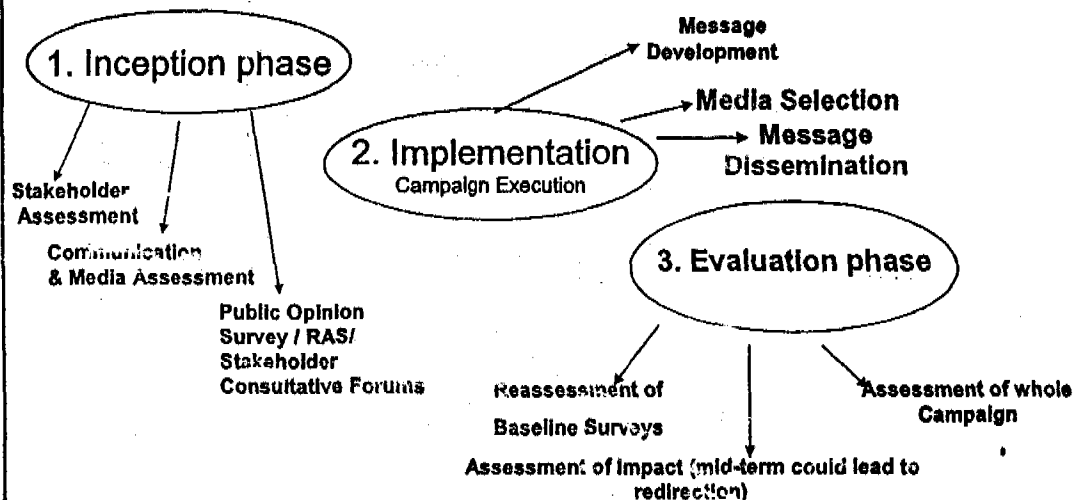 1. Inception phase
Stakeholder
Assessment
Communication
& Media Assessment
Public Opinion
Survey / RAS/
Stakeholder
Consultative Forums
2. Implementation
Campaign Execution
Message
Development
Media Selection
Message
Dissemination
3. Evaluation phase
Reassessment of
Baseline Surveys
Assessment of Impact (mid-term could lead to
redirection)
Assessment of whole
Campaign